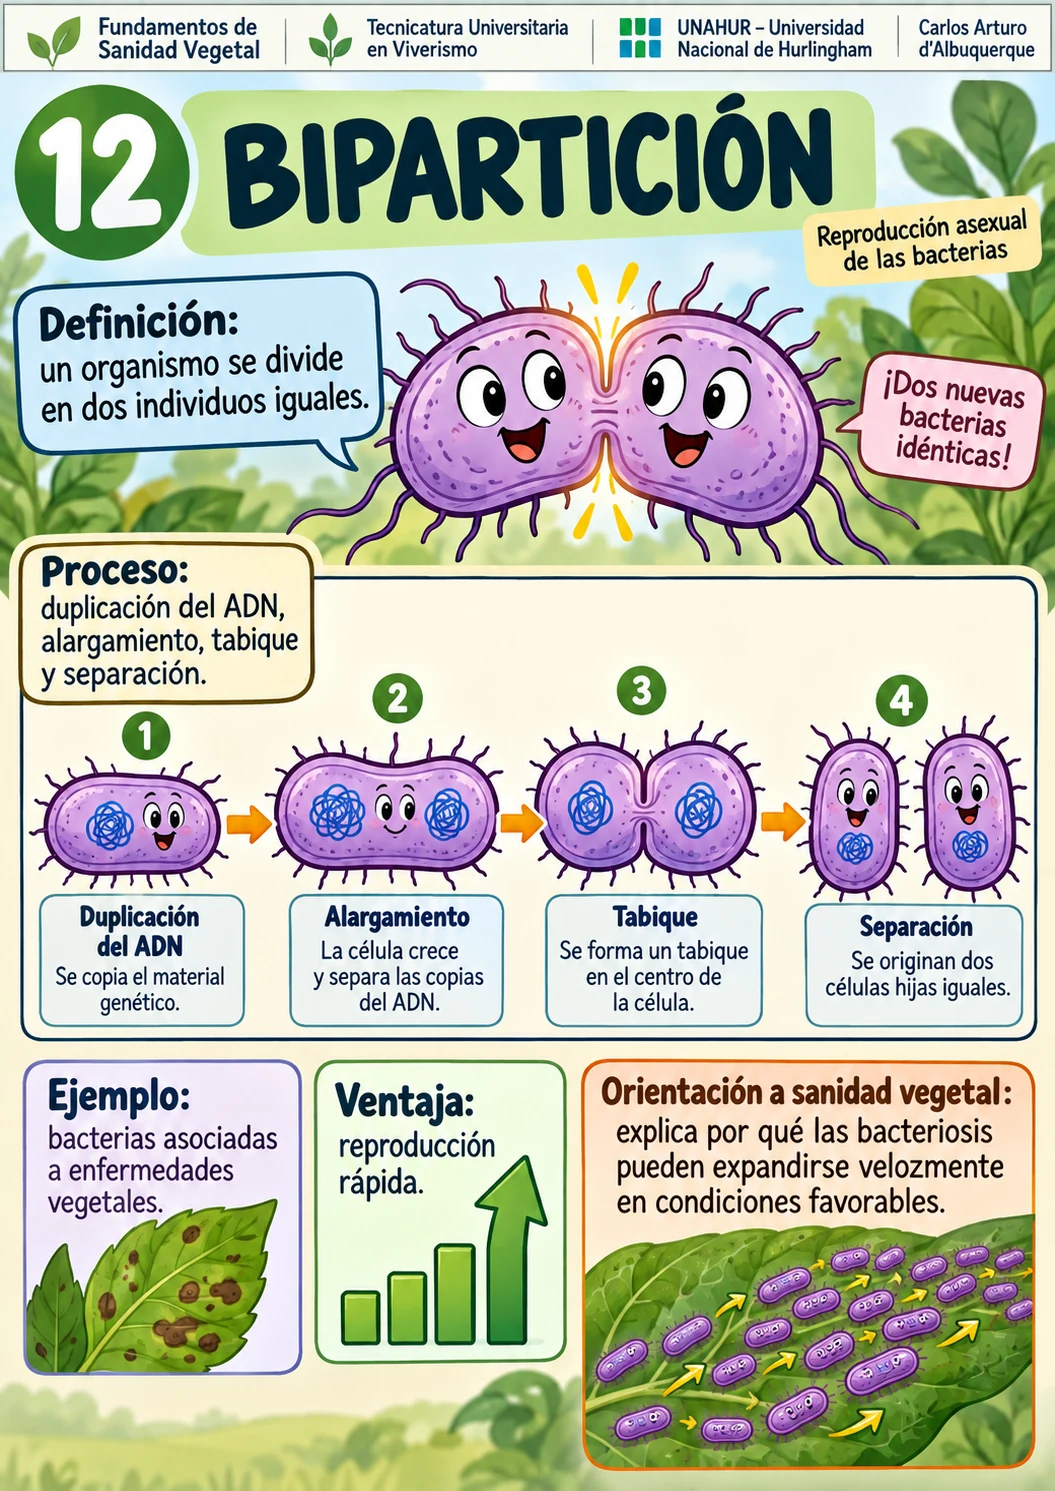 Fundamentos de
Sanidad Vegetal
Tecnicatura Universitaria
en Viverismo
UNAHUR – Universidad
Nacional de Hurlingham
Carlos Arturo
d'Albuquerque
12
BIPARTICIÓN
Reproducción asexual
de las bacterias
Definición:
un organismo se divide
en dos individuos iguales.
¡Dos nuevas
bacterias
idénticas!
Proceso:
duplicación del ADN,
alargamiento, tabique
y separación.
1
2
3
4
Duplicación
del ADN
Se copia el material
genético.
Alargamiento
La célula crece
y separa las copias
del ADN.
Tabique
Se forma un tabique
en el centro de
la célula.
Separación
Se originan dos
células hijas iguales.
Ejemplo:
bacterias asociadas
a enfermedades
vegetales.
Ventaja:
reproducción
rápida.
Orientación a sanidad vegetal:
explica por qué las bacteriosis
pueden expandirse velozmente
en condiciones favorables.